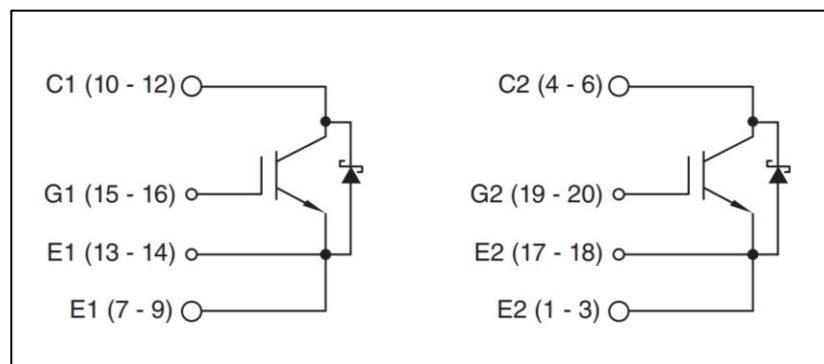 C1 (10 - 12)
G1 (15 - 16)
E1 (13 - 14)
E1 (7 - 9)
C2 (4 - 6)
G2 (19 - 20)
E2 (17 - 18)
E2 (1 - 3)